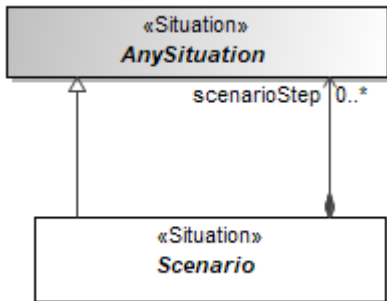 «Situation»
AnySituation
scenarioStep 0..*
«Situation»
Scenario